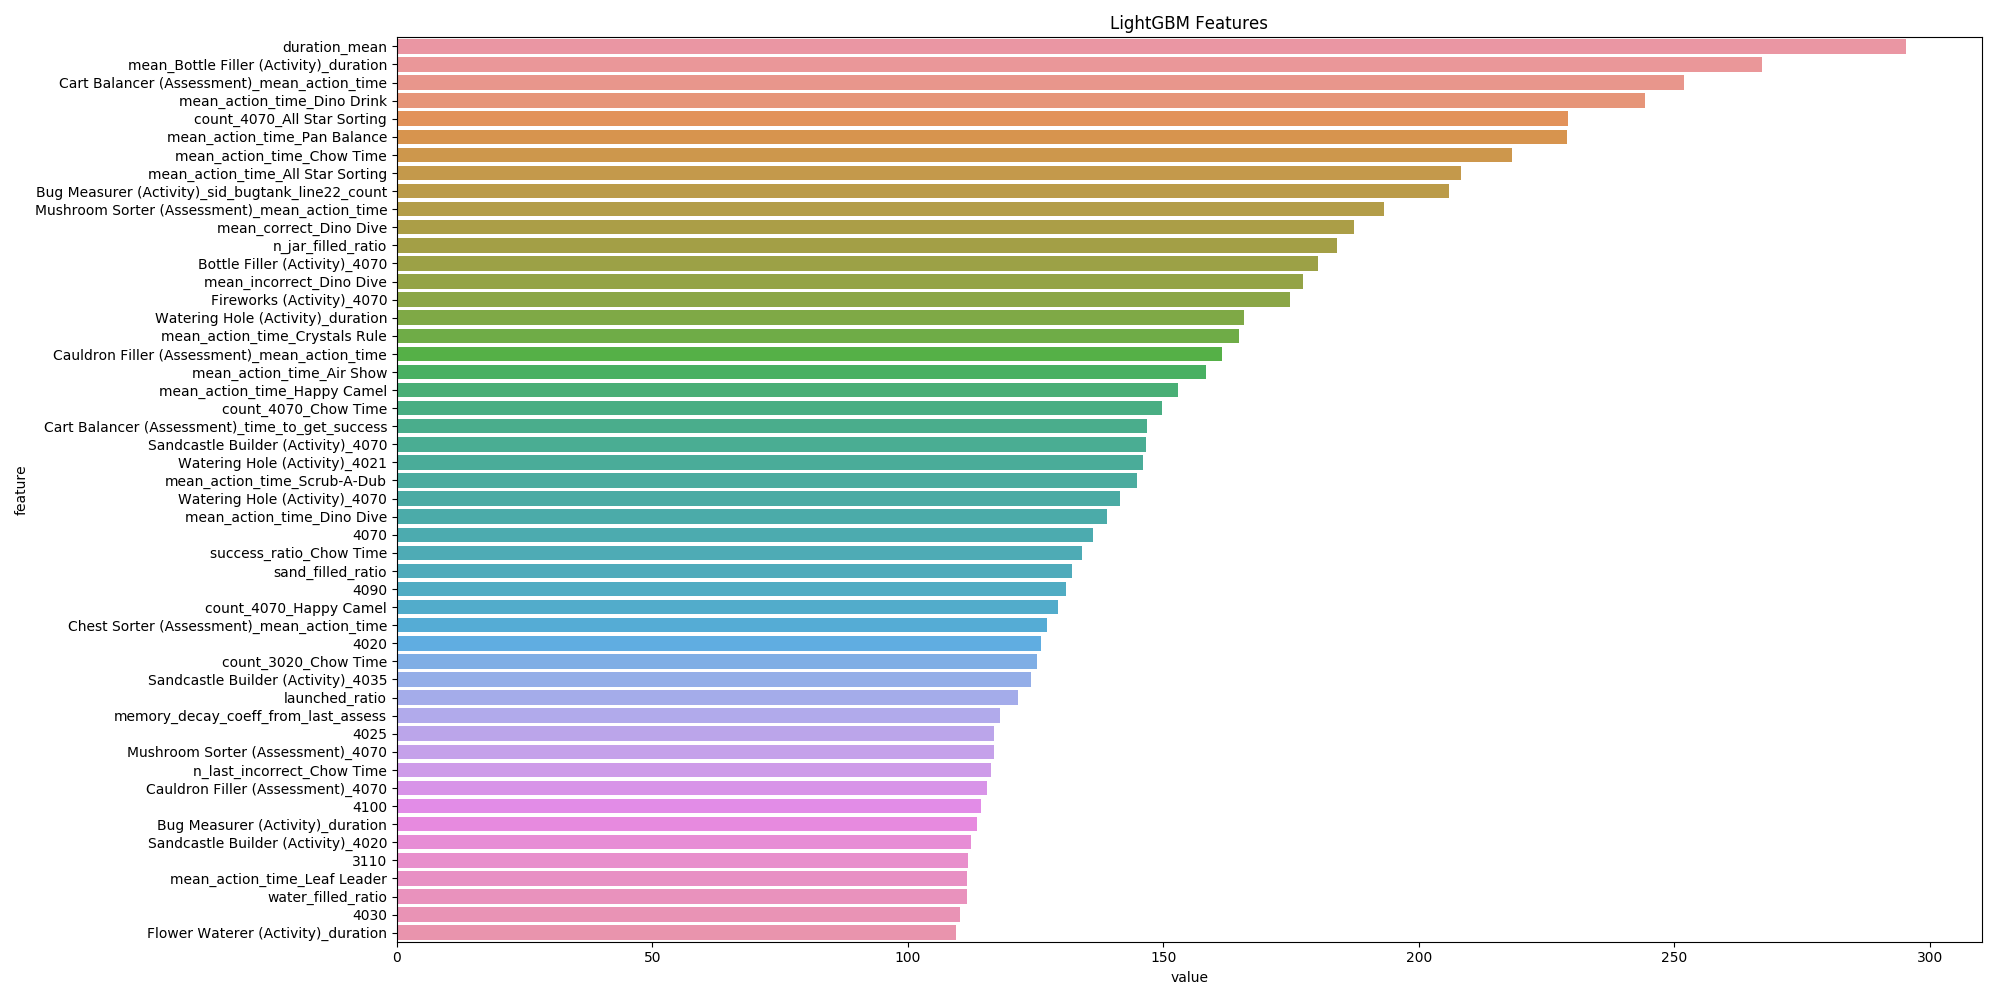 LightGBM Features
duration_mean
mean_Bottle Filler (Activity)_duration
Cart Balancer (Assessment)_mean_action_time
mean_action_time_Dino Drink
count_4070_All Star Sorting
mean_action_time_Pan Balance
mean_action_time_Chow Time
mean_action_time_All Star Sorting
Bug Measurer (Activity)_sid_bugtank_line22_count
Mushroom Sorter (Assessment)_mean_action_time
mean_correct_Dino Dive
n_jar_filled_ratio
Bottle Filler (Activity)_4070
mean_incorrect_Dino Dive
Fireworks (Activity)_4070
Watering Hole (Activity)_duration
mean_action_time_Crystals Rule
Cauldron Filler (Assessment)_mean_action_time
mean_action_time_Air Show
mean_action_time_Happy Camel
count_4070_Chow Time
Cart Balancer (Assessment)_time_to_get_success
Sandcastle Builder (Activity)_4070
Watering Hole (Activity)_4021
mean_action_time_Scrub-A-Dub
Watering Hole (Activity)_4070
mean_action_time_Dino Dive
4070
success_ratio_Chow Time
sand_filled_ratio
4090
count_4070_Happy Camel
Chest Sorter (Assessment)_mean_action_time
4020
count_3020_Chow Time
Sandcastle Builder (Activity)_4035
launched_ratio
memory_decay_coeff_from_last_assess
4025
Mushroom Sorter (Assessment)_4070
n_last_incorrect_Chow Time
Cauldron Filler (Assessment)_4070
4100
Bug Measurer (Activity)_duration
Sandcastle Builder (Activity)_4020
3110
mean_action_time_Leaf Leader
water_filled_ratio
4030
Flower Waterer (Activity)_duration
feature
0 50 100 150 200 250 300
value